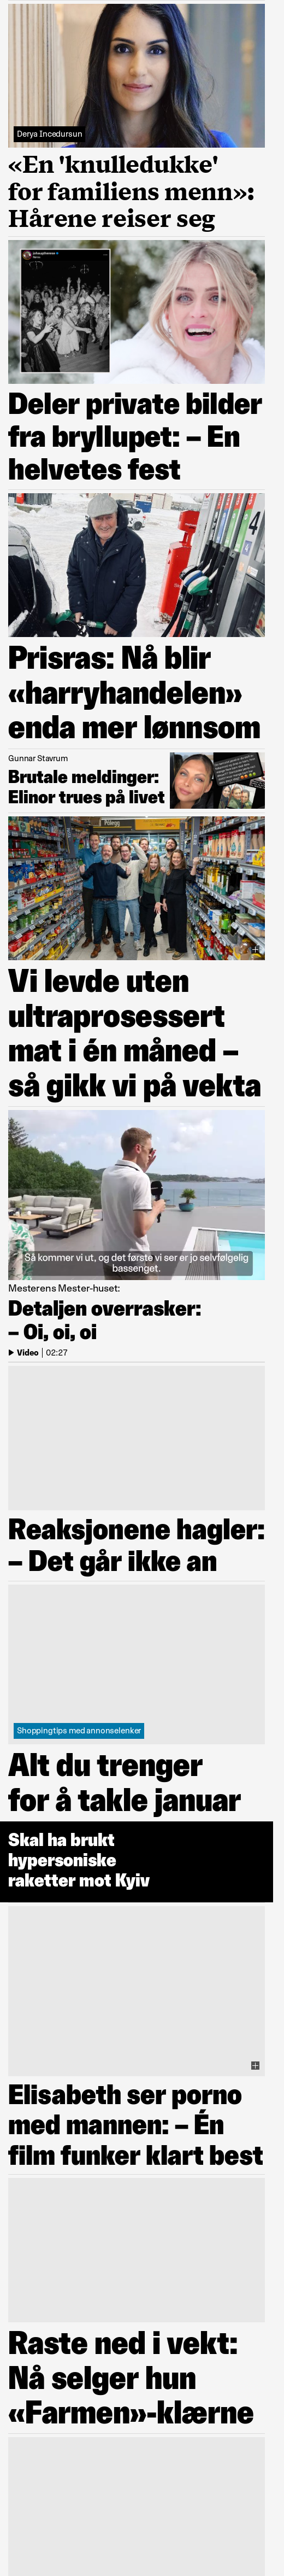 Derya Incedursun
«En 'knulledukke'
for familiens menn»:
Hårene reiser seg
Deler private bilder
fra bryllupet: – En
helvetes fest
4
Prisras: Nå blir
«harryhandelen»
enda mer lønnsom
Gunnar Stavrum
Brutale meldinger:
Elinor trues på livet
Vi levde uten
ultraprosessert
mat i én måned –
så gikk vi på vekta
Så kommer vi ut, og det første vi ser er jo selvfølgelig
bassenget.
Mesterens Mester-huset:
Detaljen overrasker:
– Oi, oi, oi
Video | 02:27
Reaksjonene hagler:
– Det går ikke an
Shoppingtips med annonselenker
Alt du trenger
for å takle januar
Skal ha brukt
hypersoniske
raketter mot Kyiv
Elisabeth ser porno
med mannen: – Én
film funker klart best
Raste ned i vekt:
Nå selger hun
«Farmen»-klærne